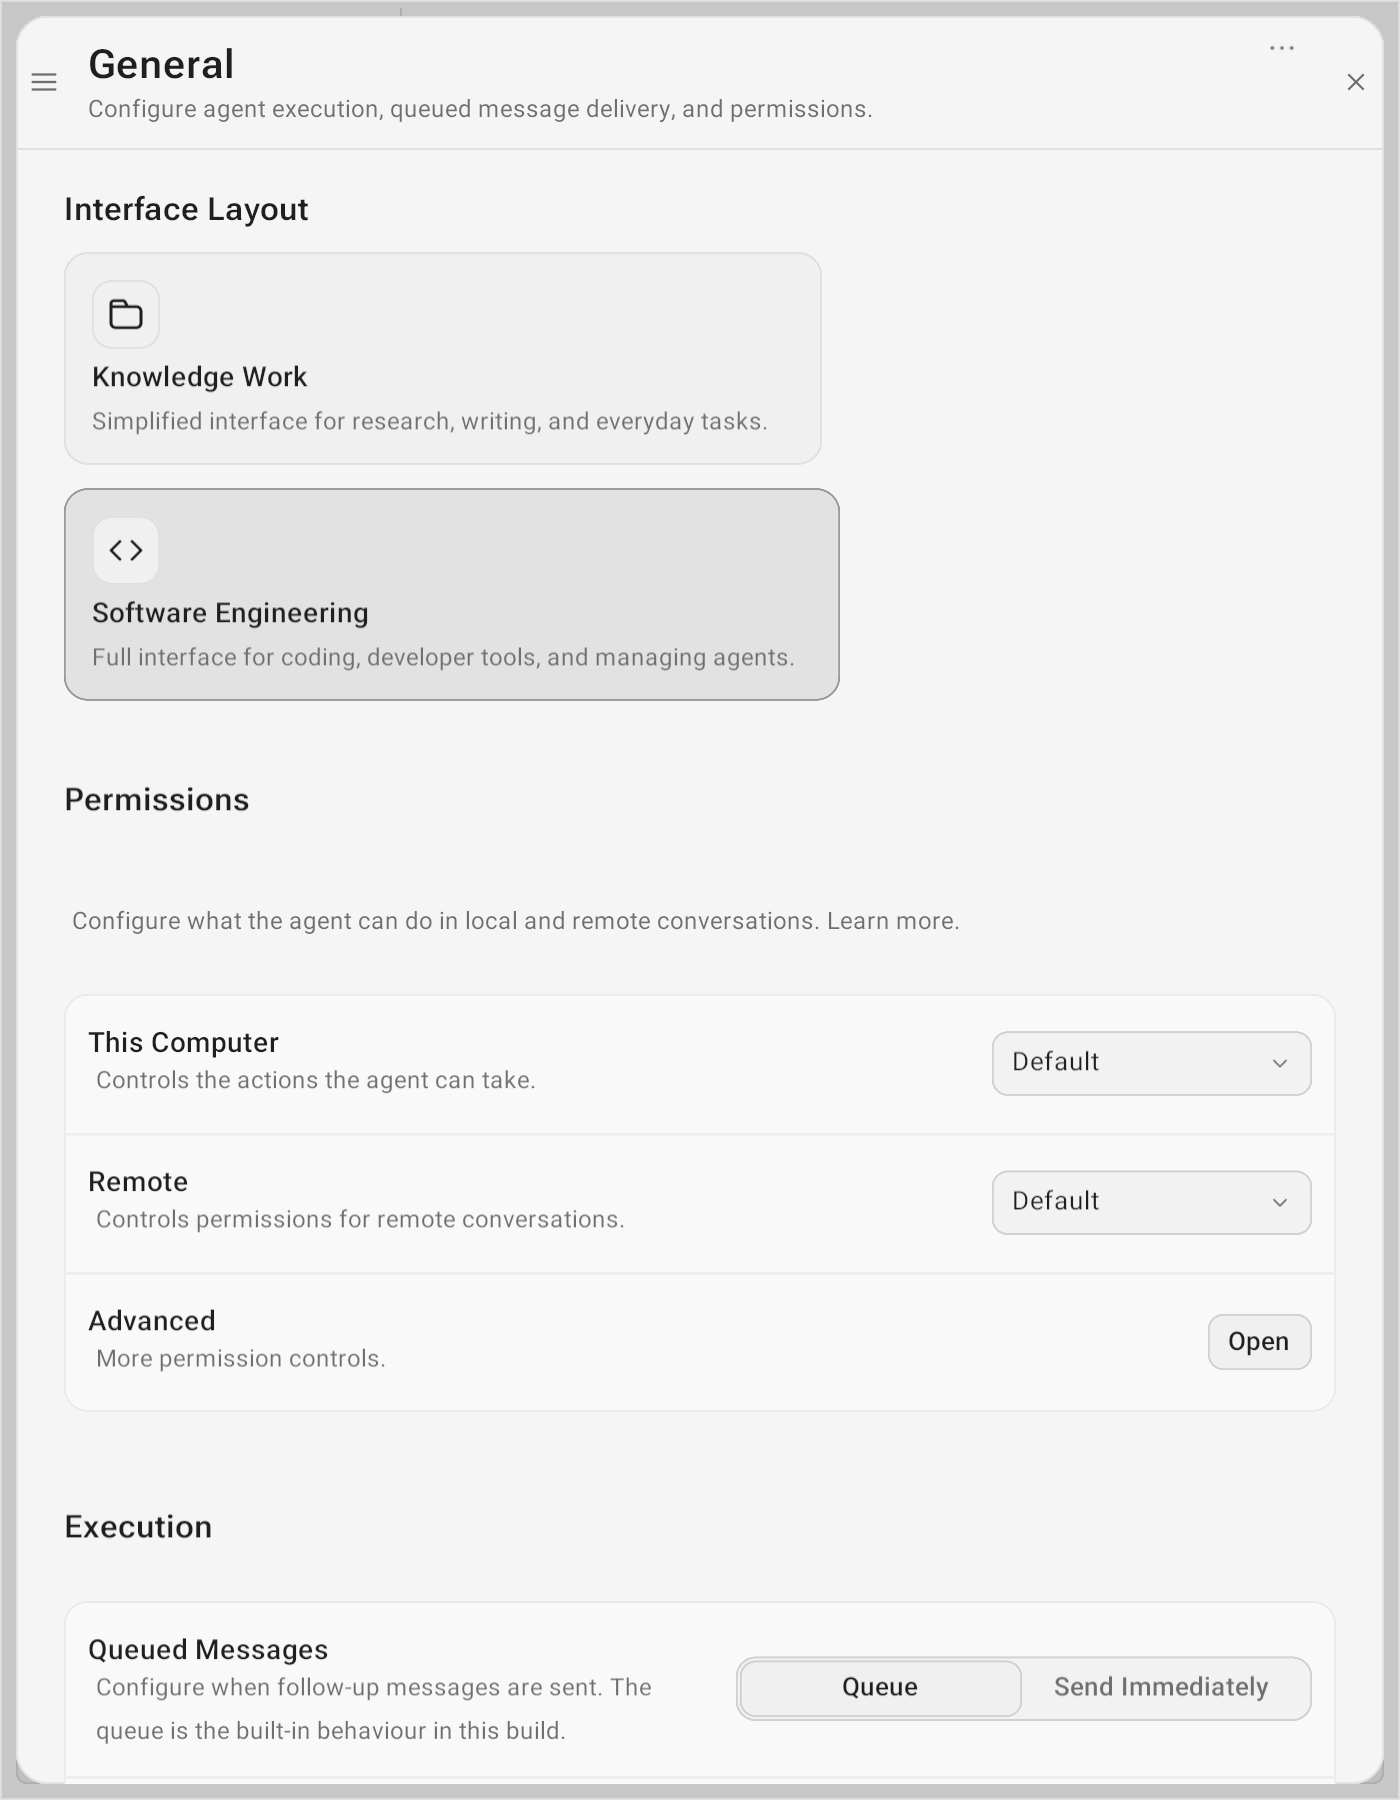 General
Configure agent execution, queued message delivery, and permissions.
Interface Layout
Knowledge Work
Simplified interface for research, writing, and everyday tasks.
Software Engineering
Full interface for coding, developer tools, and managing agents.
Permissions
Configure what the agent can do in local and remote conversations. Learn more.
This Computer
Controls the actions the agent can take.
Default
Remote
Controls permissions for remote conversations.
Default
Advanced
More permission controls.
Open
Execution
Queued Messages
Configure when follow-up messages are sent. The
queue is the built-in behaviour in this build.
Queue
Send Immediately